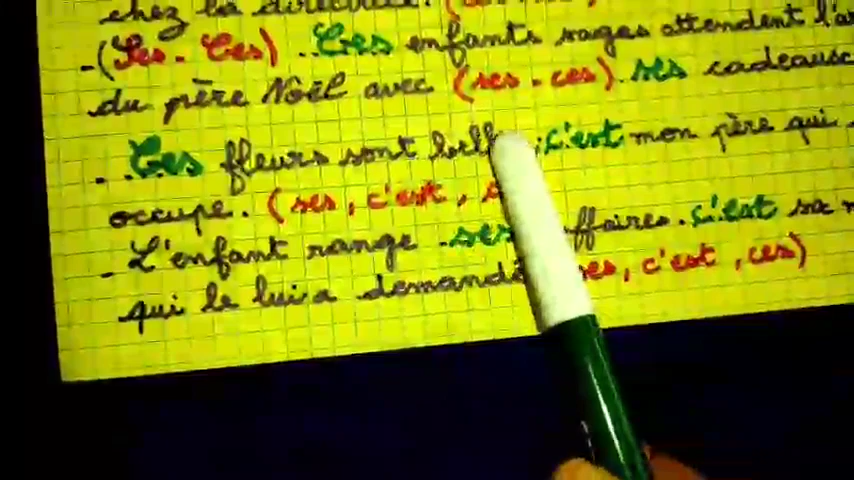 chez la directrice.
- (Ses - Ces) . Ces enfants sages attendent l'a
du père Noël avec (ses - ces). ses cadeaux
- . Ces fleurs sont c'est mon père qui
occupe. (ses, c'est,
- L'enfant range . ses affaires. c'est sa
qui le lui a demandé ses, c'est, ces)